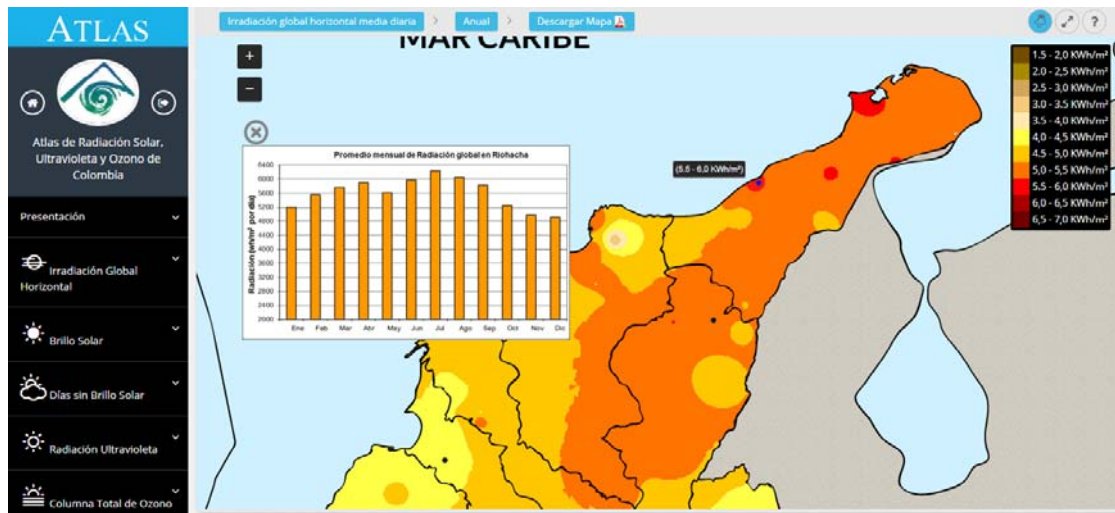 ATLAS
Atlas de Radiación Solar,
Ultravioleta y Ozono de
Colombia
Presentación
Irradiación Global
Horizontal
Brillo Solar
Días sin Brillo Solar
Radiación Ultravioleta
Columna Total de Ozono
Irradiación global horizontal media diaria > Anual > Descargar Mapa
?
MAR CARIBE
+
−
Promedio mensual de Radiación global en Riohacha
Radiación (wh/m² por día)
6400
6000
5600
5200
4800
4400
4000
3600
3200
2800
2400
2000
Ene Feb Mar Abr May Jun Jul Ago Sep Oct Nov Dic
(5.5 - 6.0 KWh/m²)
1.5 - 2,0 KWh/m²
2.0 - 2,5 KWh/m²
2.5 - 3,0 KWh/m²
3.0 - 3.5 KWh/m²
3.5 - 4,0 KWh/m²
4,0 - 4,5 KWh/m²
4.5 - 5,0 KWh/m²
5,0 - 5,5 KWh/m²
5.5 - 6,0 KWh/m²
6,0 - 6,5 KWh/m²
6,5 - 7,0 KWh/m²